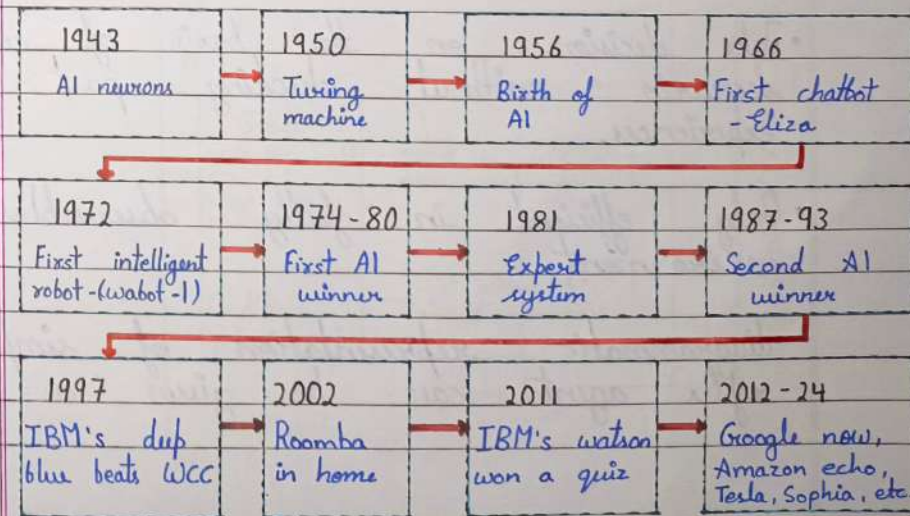 1943
AI neurons
1950
Turing
machine
1956
Birth of
AI
1966
First chatbot
- Eliza
1972
First intelligent
robot-(wabot-1)
1974-80
First AI
winner
1981
Expert
system
1987-93
Second AI
winner
1997
IBM's deep
blue beats WCC
2002
Roomba
in home
2011
IBM's watson
won a quiz
2012-24
Google now,
Amazon echo,
Tesla, Sophia, etc